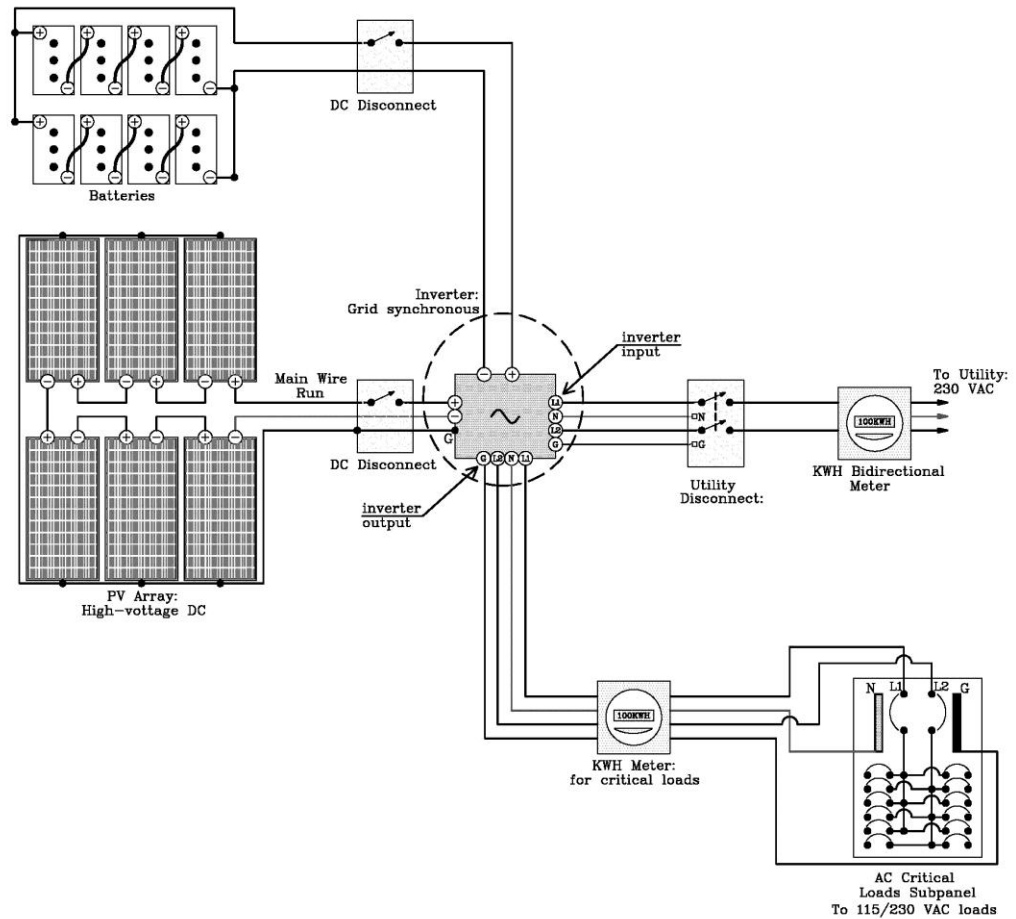 DC Disconnect
Batteries
Inverter:
Grid synchronous
inverter
input
Main Wire
Run
To Utility:
230 VAC
L1
N
L2
G
N
G
100KWH
G
G L2 N L1
DC Disconnect
KWH Bidirectional
Meter
Utility
Disconnect:
inverter
output
PV Array:
High-vottage DC
N L1 L2 G
100KWH
KWH Meter:
for critical loads
AC Critical
Loads Subpanel
To 115/230 VAC loads